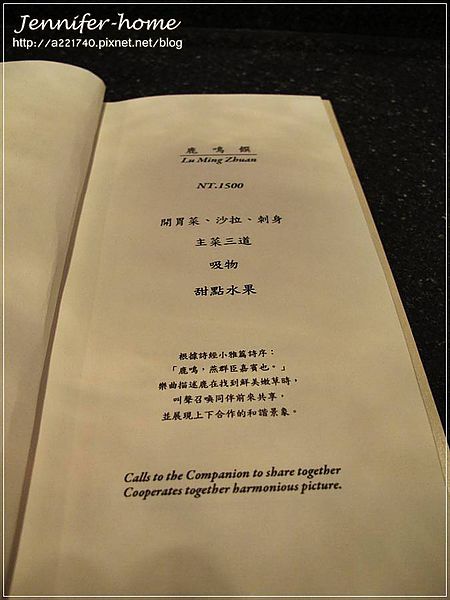 Jennifer-home
http://a221740.pixnet.net/blog
鹿鳴饌
Lu Ming Zhuan
NT.1500
開胃菜、沙拉、刺身
主菜三道
吸物
甜點水果
根據詩經小雅篇詩序：
「鹿鳴，燕群臣嘉賓也。」
樂曲描述鹿在找到鮮美嫩草時，
叫聲召喚同伴前來共享，
並展現上下合作的和諧景象。
Calls to the Companion to share together
Cooperates together harmonious picture.